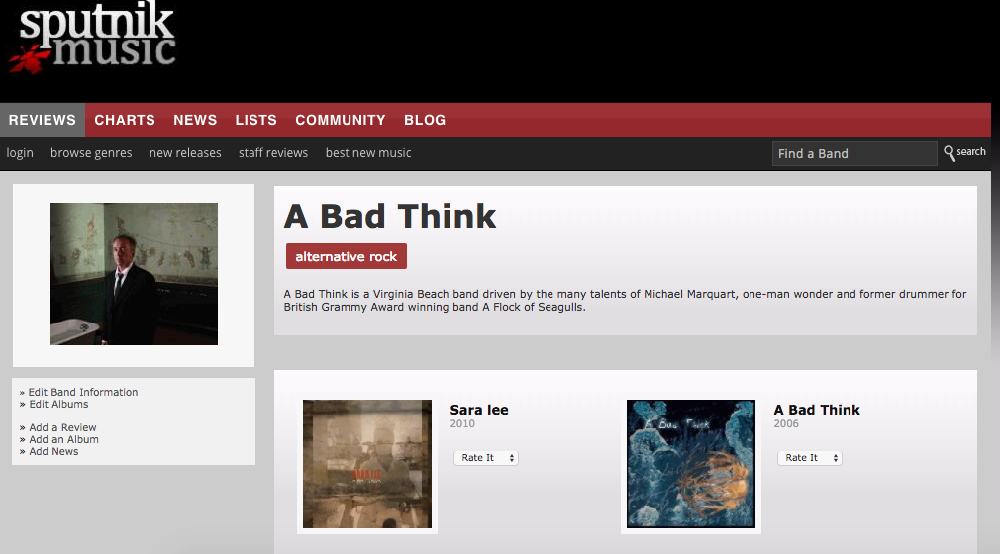 sputnik
music
REVIEWS CHARTS NEWS LISTS COMMUNITY BLOG
login browse genres new releases staff reviews best new music Find a Band search
A Bad Think
alternative rock
A Bad Think is a Virginia Beach band driven by the many talents of Michael Marquart, one-man wonder and former drummer for
British Grammy Award winning band A Flock of Seagulls.
» Edit Band Information
» Edit Albums
» Add a Review
» Add an Album
» Add News
Sara lee
2010
Rate It
A Bad Think
A Bad Think
2006
Rate It